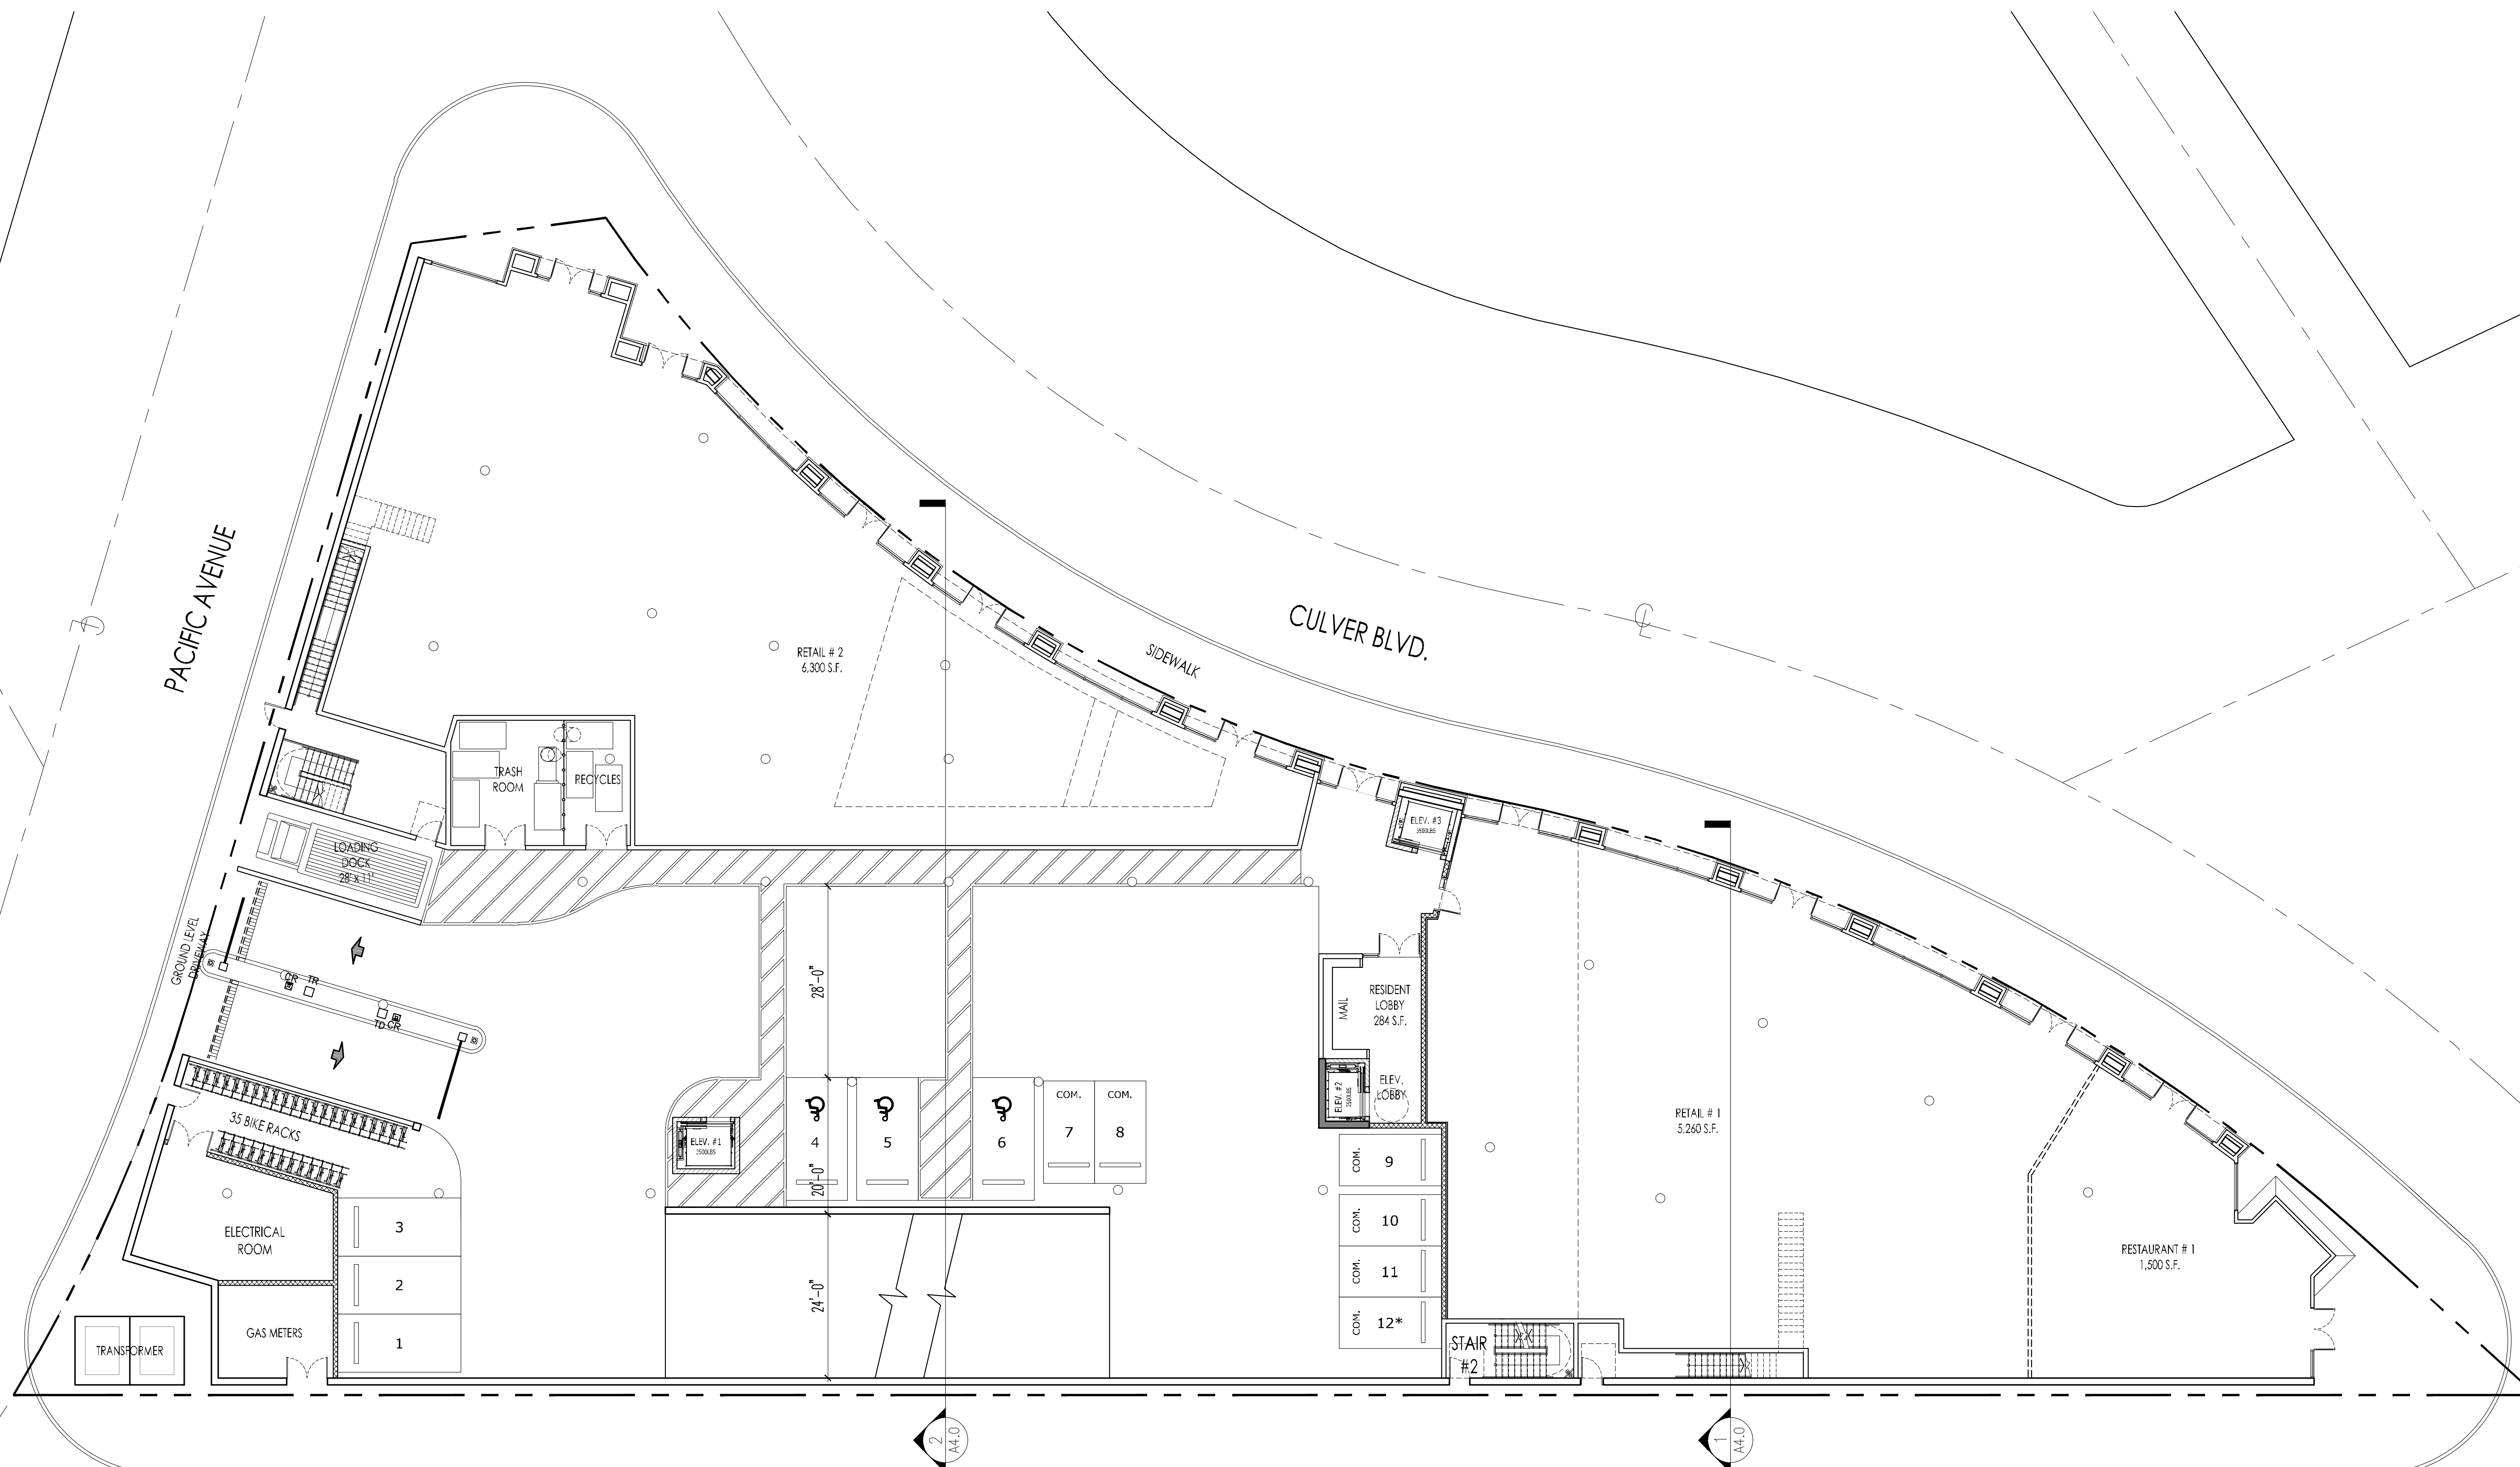 PACIFIC AVENUE
CULVER BLVD.
SIDEWALK
CL
RETAIL # 2
6,300 S.F.
TRASH
ROOM
RECYCLES
ELEV. #3
3500LBS
LOADING
DOCK
28' x 11'
GROUND LEVEL
DRIVEWAY
CR
TR
TD
CR
28'-0"
MAIL
RESIDENT
LOBBY
284 S.F.
ELEV. #2
3500LBS
ELEV.
LOBBY
35 BIKE RACKS
ELEV. #1
2500LBS
4
5
6
COM.
7
COM.
8
20'-0"
RETAIL # 1
5,260 S.F.
COM.
9
COM.
10
COM.
11
COM.
12*
ELECTRICAL
ROOM
3
2
1
GAS METERS
TRANSFORMER
24'-0"
STAIR
#2
RESTAURANT # 1
1,500 S.F.
2
A4.0
1
A4.0